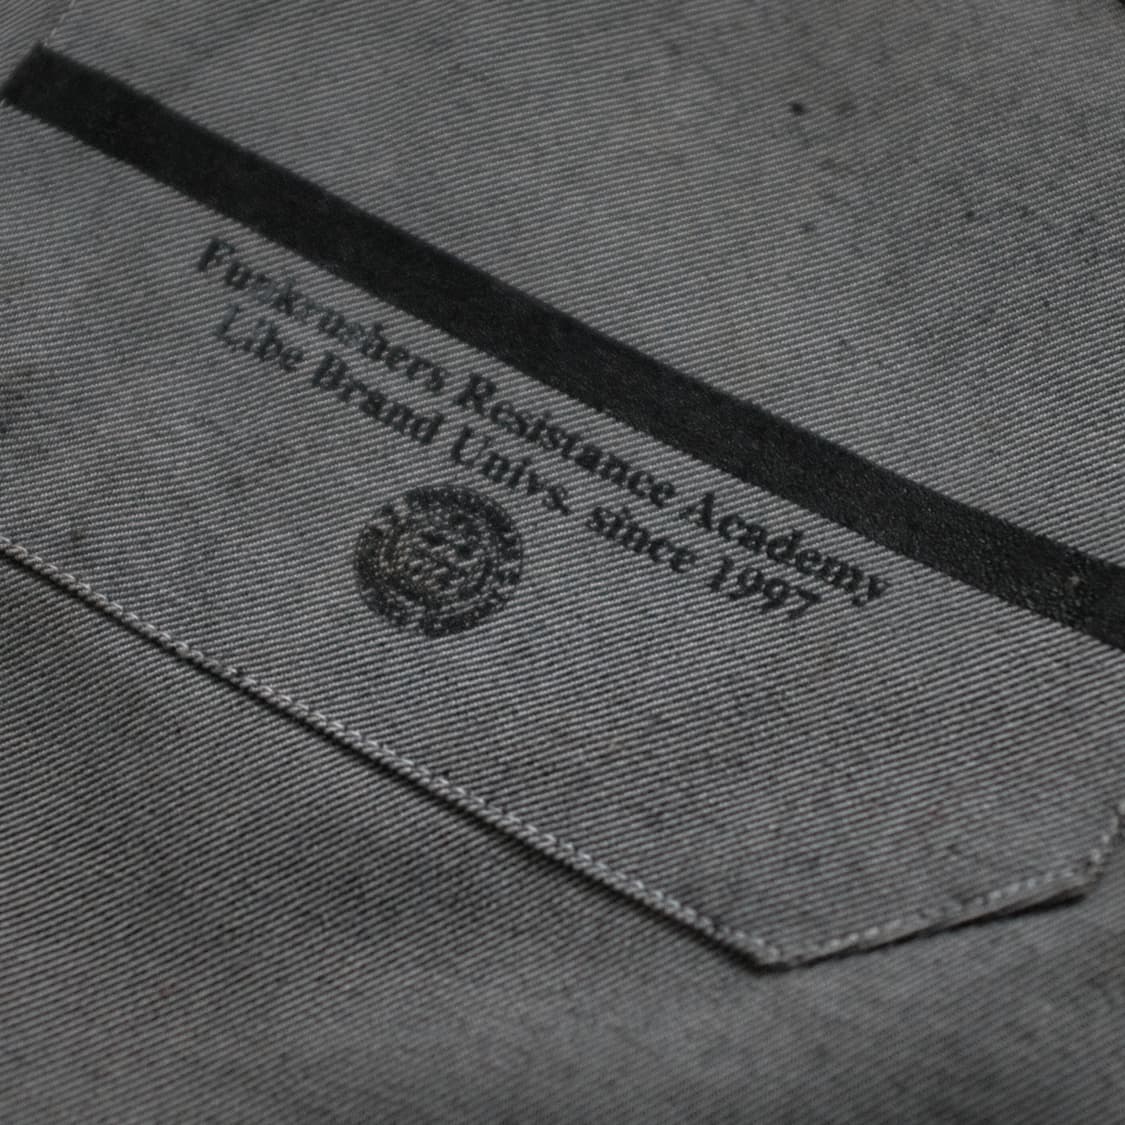 Funkrushers Resistance Academy
Libe Brand Univs. since 1997